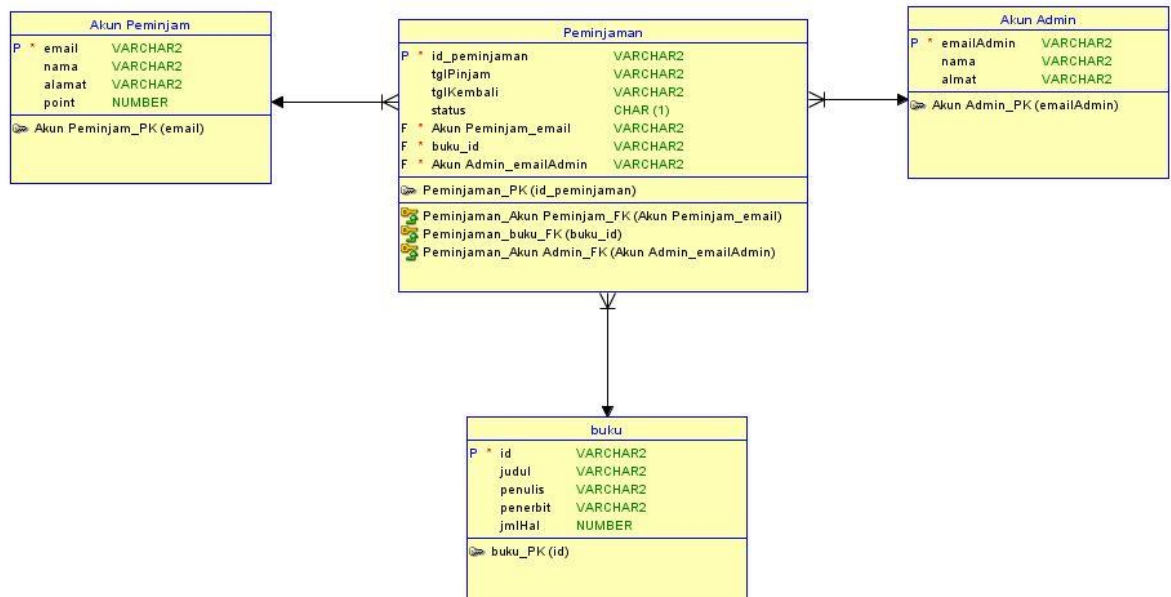 Akun Peminjam
P * email VARCHAR2
nama VARCHAR2
alamat VARCHAR2
point NUMBER
Akun Peminjam_PK (email)
Peminjaman
P * id_peminjaman VARCHAR2
tglPinjam VARCHAR2
tglKembali VARCHAR2
status CHAR (1)
F * Akun Peminjam_email VARCHAR2
F * buku_id VARCHAR2
F * Akun Admin_emailAdmin VARCHAR2
Peminjaman_PK (id_peminjaman)
Peminjaman_Akun Peminjam_FK (Akun Peminjam_email)
Peminjaman_buku_FK (buku_id)
Peminjaman_Akun Admin_FK (Akun Admin_emailAdmin)
Akun Admin
P * emailAdmin VARCHAR2
nama VARCHAR2
almat VARCHAR2
Akun Admin_PK (emailAdmin)
buku
P * id VARCHAR2
judul VARCHAR2
penulis VARCHAR2
penerbit VARCHAR2
jmlHal NUMBER
buku_PK (id)